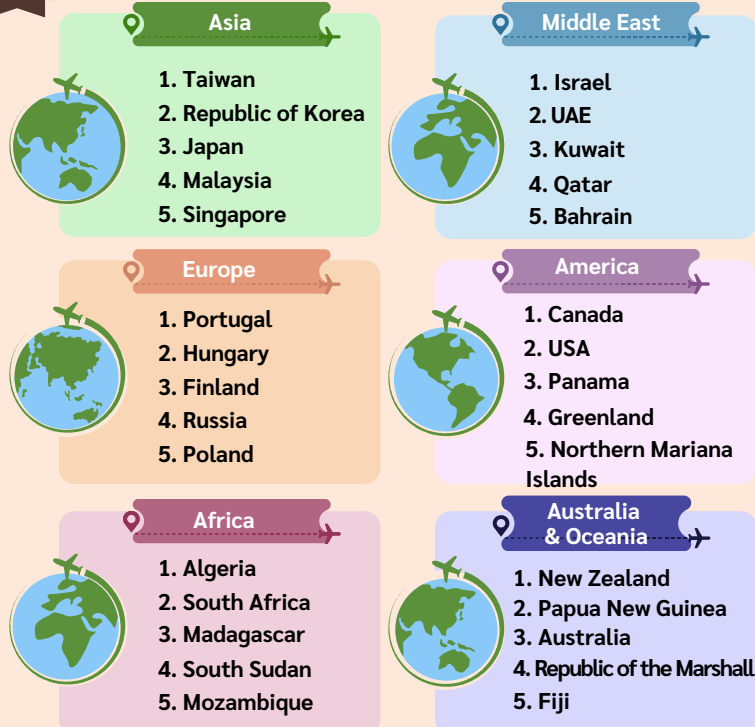 Asia
1. Taiwan
2. Republic of Korea
3. Japan
4. Malaysia
5. Singapore
Middle East
1. Israel
2. UAE
3. Kuwait
4. Qatar
5. Bahrain
Europe
1. Portugal
2. Hungary
3. Finland
4. Russia
5. Poland
America
1. Canada
2. USA
3. Panama
4. Greenland
5. Northern Mariana
Islands
Africa
1. Algeria
2. South Africa
3. Madagascar
4. South Sudan
5. Mozambique
Australia
& Oceania
1. New Zealand
2. Papua New Guinea
3. Australia
4. Republic of the Marshall
5. Fiji